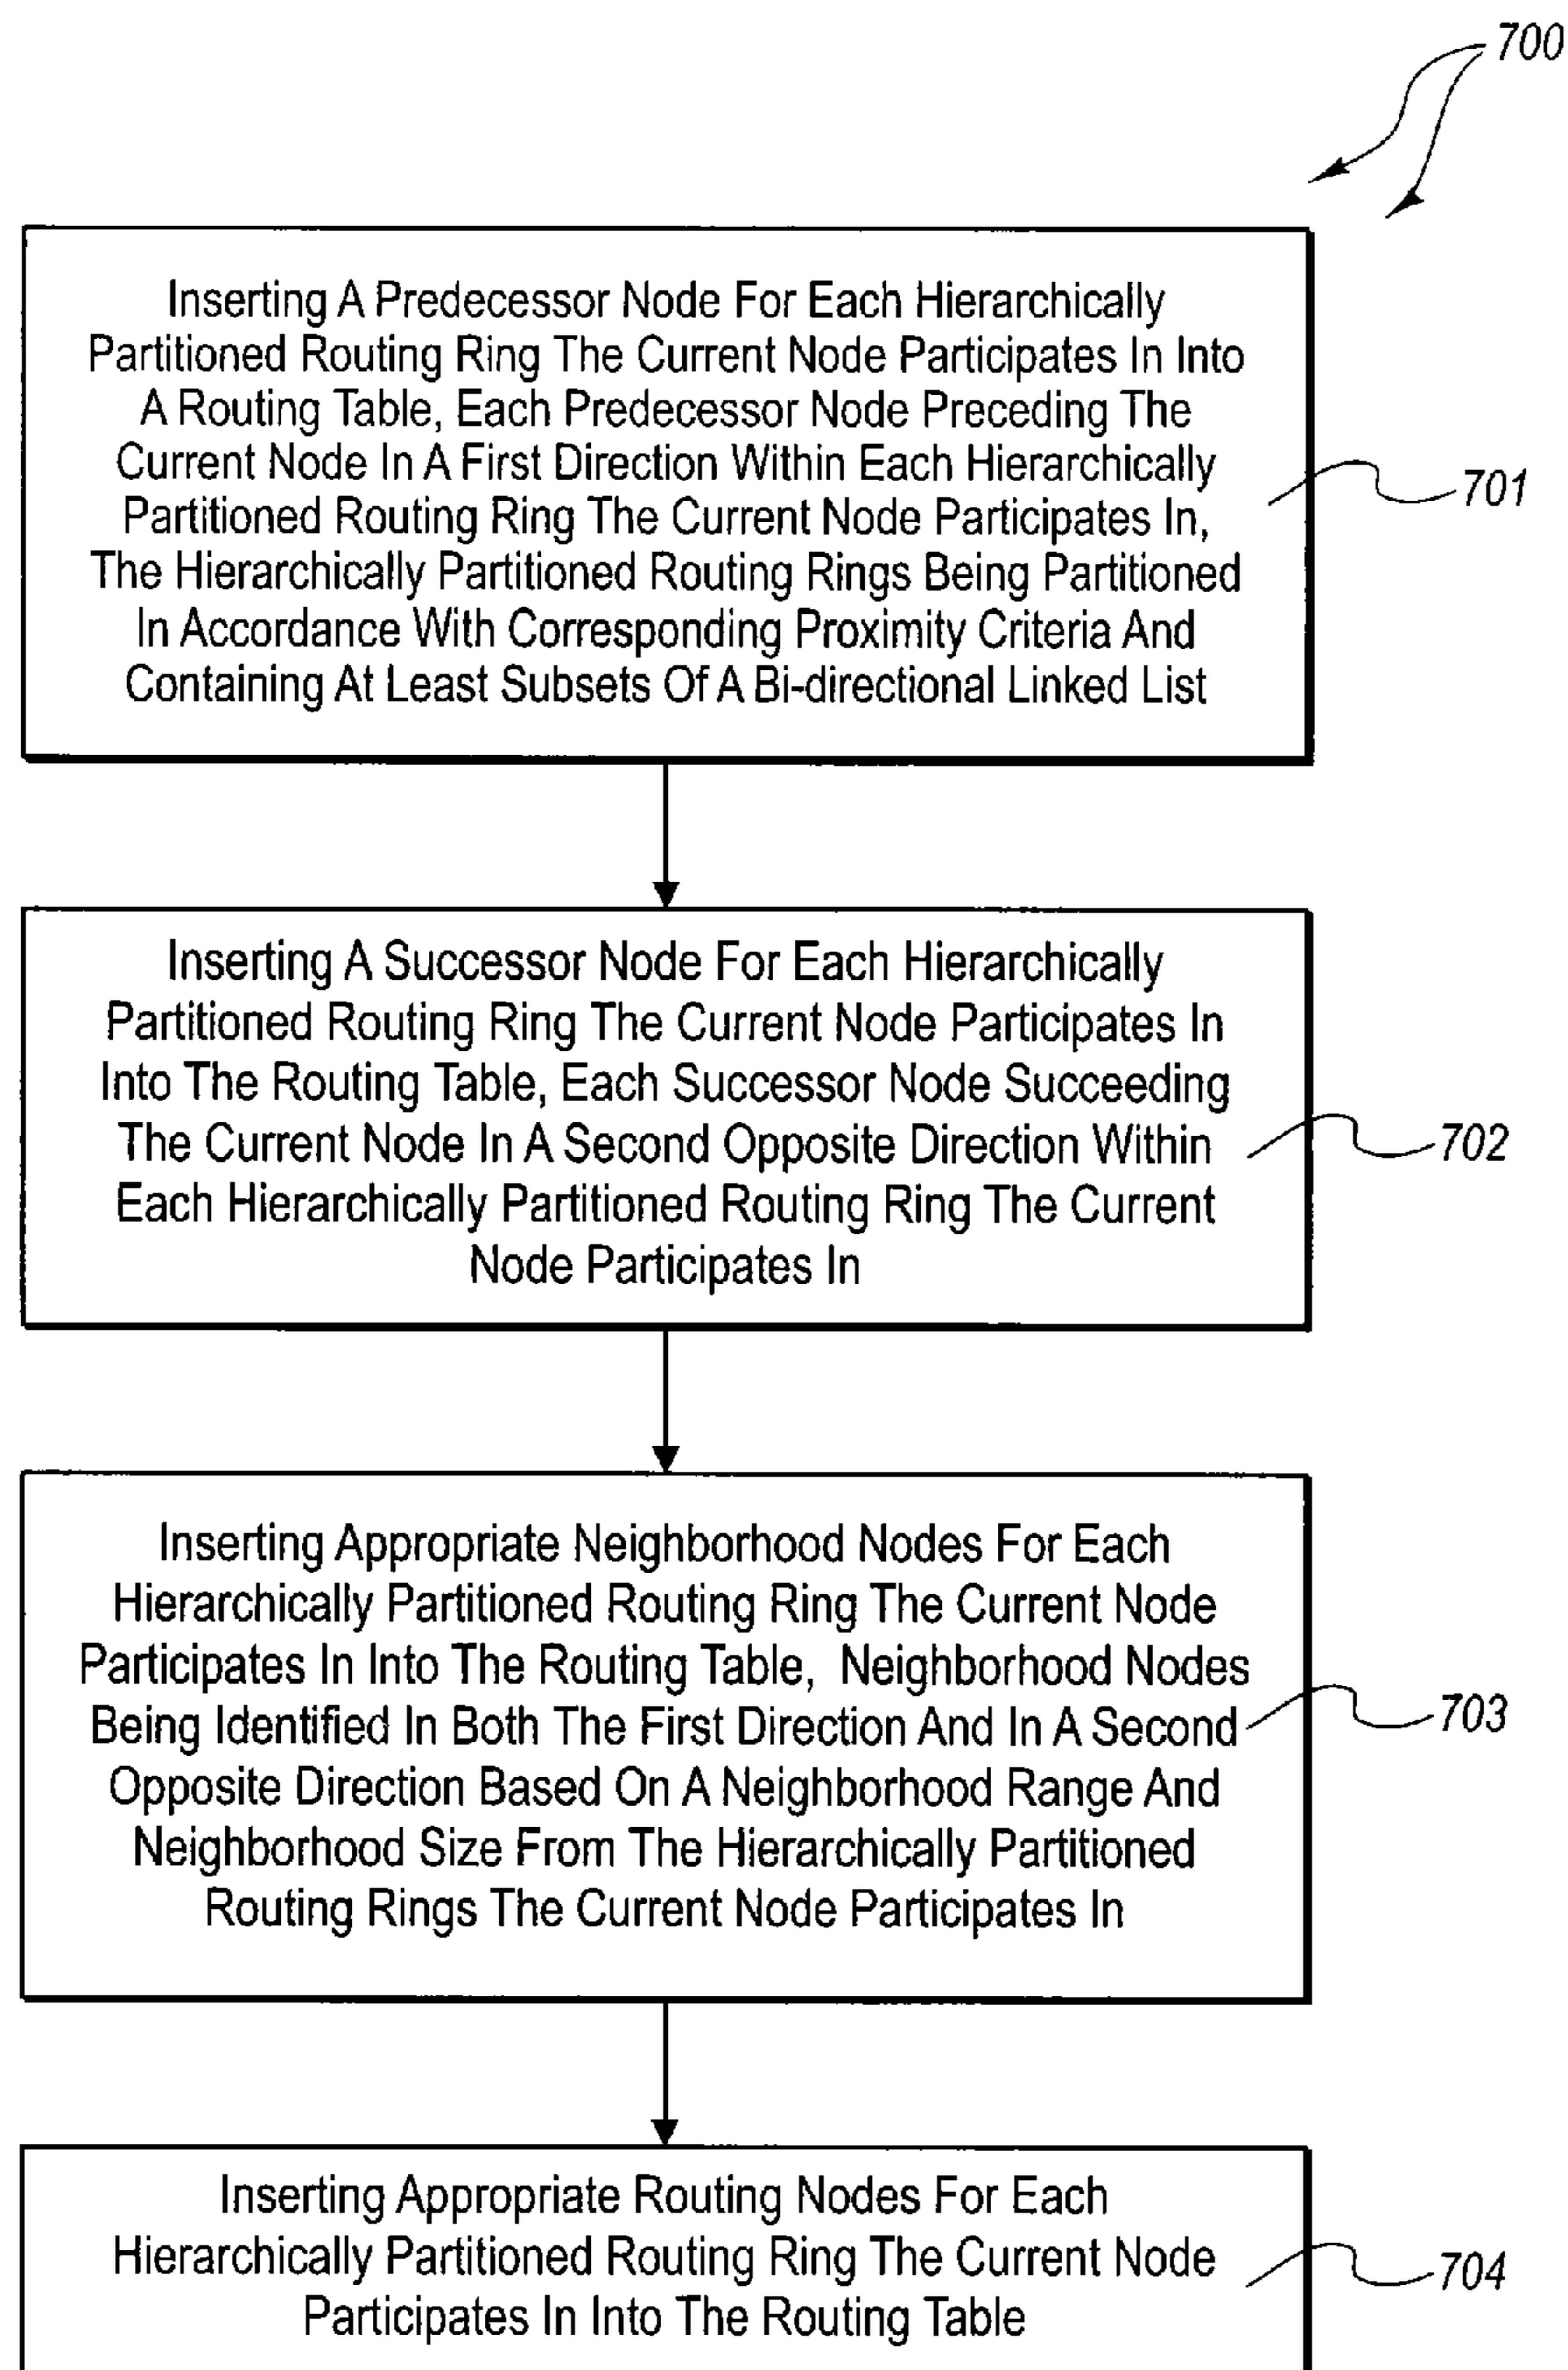 700
Inserting A Predecessor Node For Each Hierarchically
Partitioned Routing Ring The Current Node Participates In Into
A Routing Table, Each Predecessor Node Preceding The
Current Node In A First Direction Within Each Hierarchically
Partitioned Routing Ring The Current Node Participates In,
The Hierarchically Partitioned Routing Rings Being Partitioned
In Accordance With Corresponding Proximity Criteria And
Containing At Least Subsets Of A Bi-directional Linked List
701
Inserting A Successor Node For Each Hierarchically
Partitioned Routing Ring The Current Node Participates In
Into The Routing Table, Each Successor Node Succeeding
The Current Node In A Second Opposite Direction Within
Each Hierarchically Partitioned Routing Ring The Current
Node Participates In
702
Inserting Appropriate Neighborhood Nodes For Each
Hierarchically Partitioned Routing Ring The Current Node
Participates In Into The Routing Table, Neighborhood Nodes
Being Identified In Both The First Direction And In A Second
Opposite Direction Based On A Neighborhood Range And
Neighborhood Size From The Hierarchically Partitioned
Routing Rings The Current Node Participates In
703
Inserting Appropriate Routing Nodes For Each
Hierarchically Partitioned Routing Ring The Current Node
Participates In Into The Routing Table
704